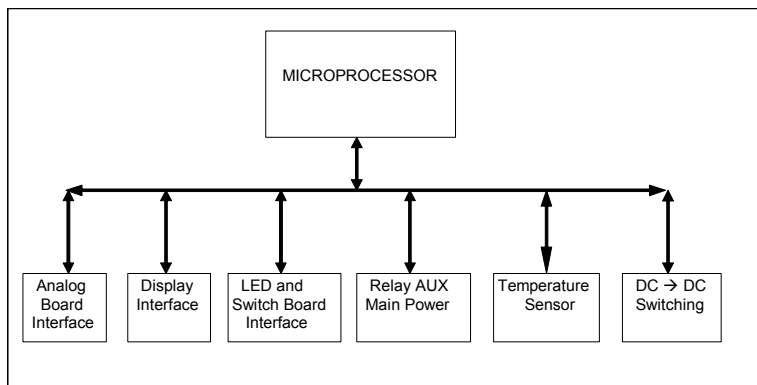 MICROPROCESSOR
Analog
Board
Interface
Display
Interface
LED and
Switch Board
Interface
Relay AUX
Main Power
Temperature
Sensor
DC → DC
Switching